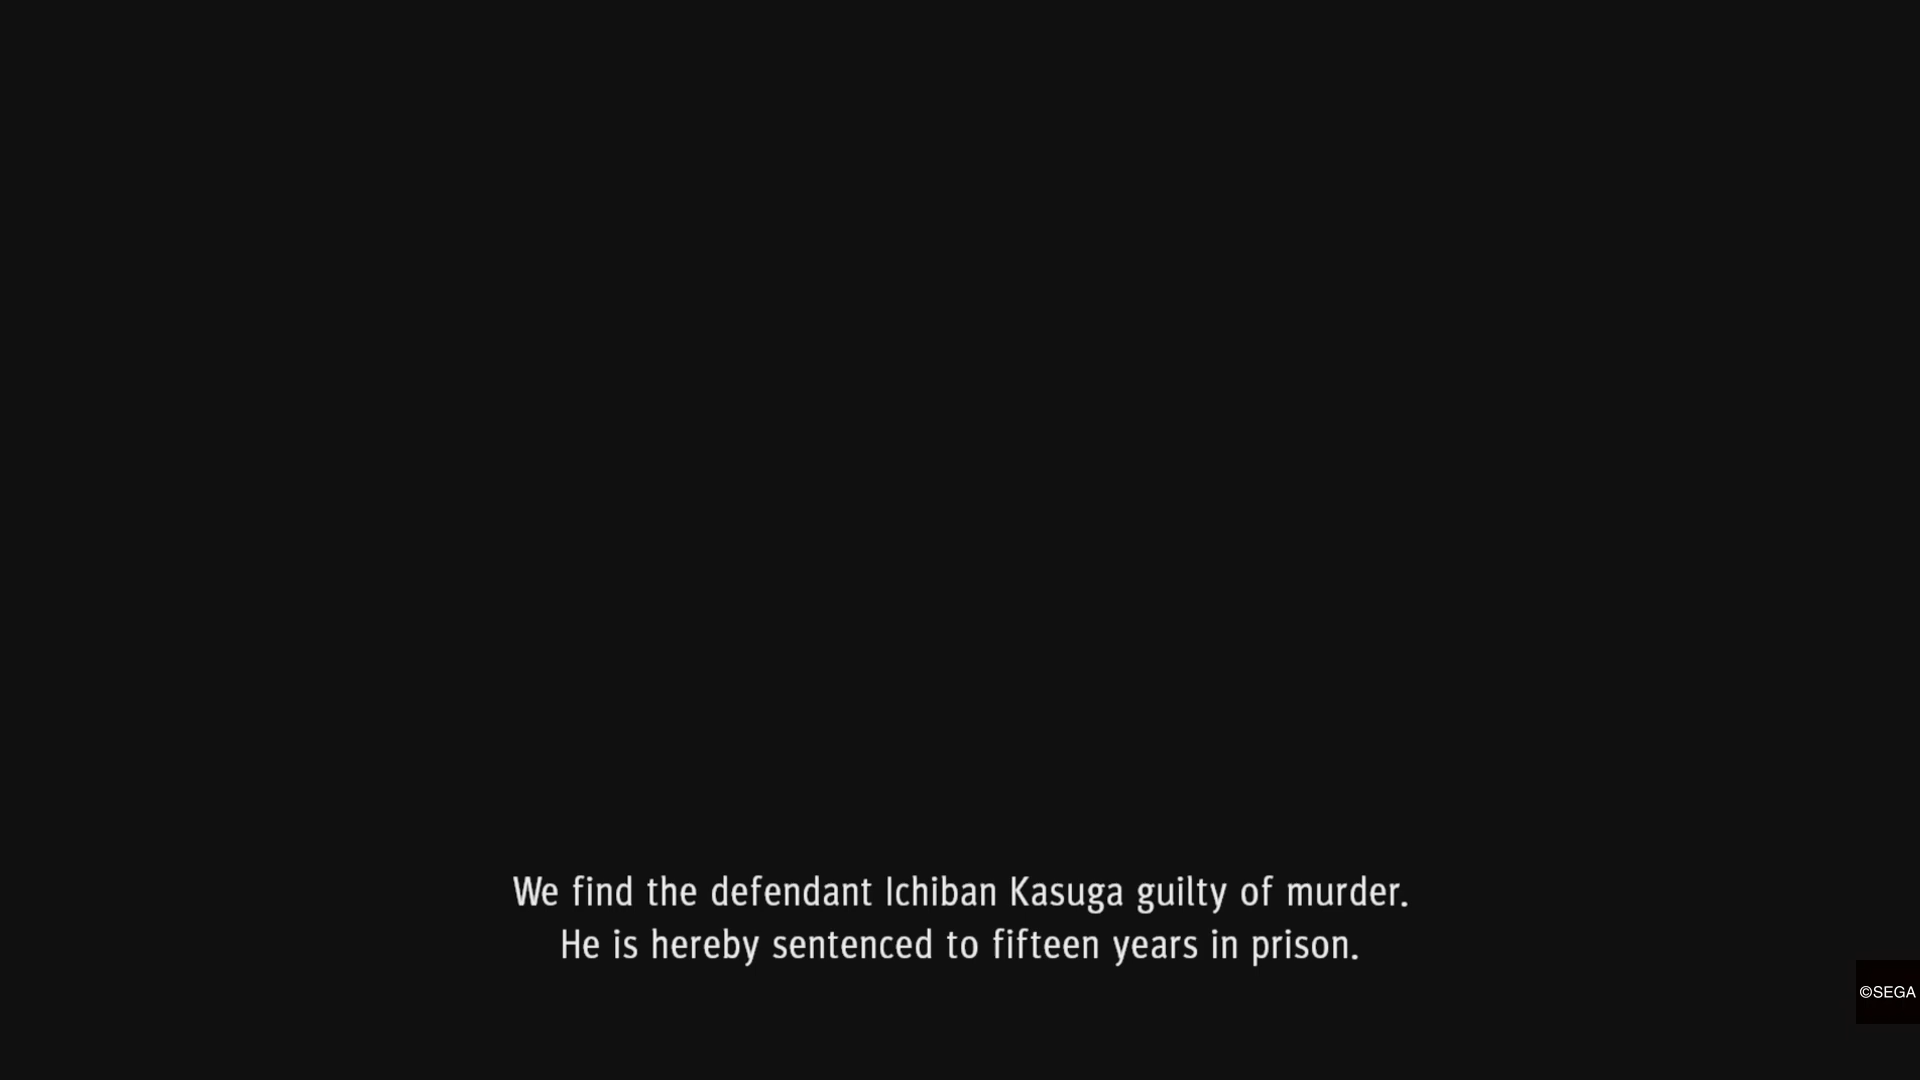 We find the defendant Ichiban Kasuga guilty of murder.
He is hereby sentenced to fifteen years in prison.
©SEGA